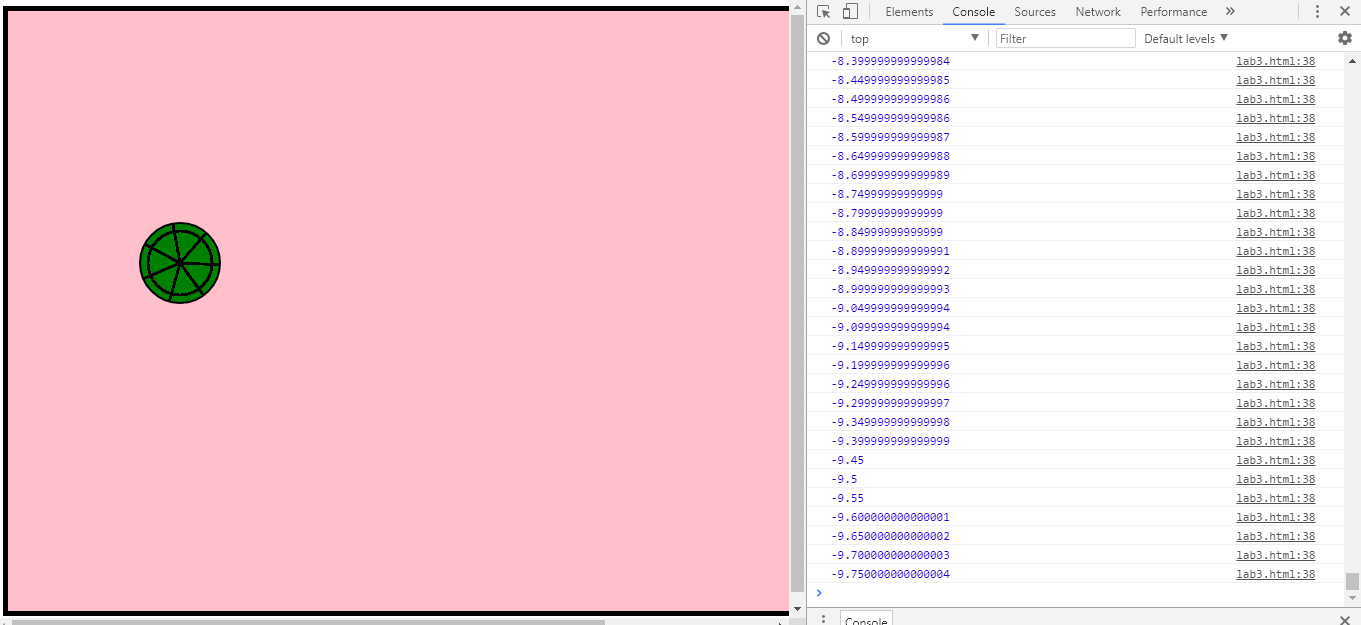 Elements Console Sources Network Performance »
top Filter Default levels
-8.399999999999984 lab3.html:38
-8.449999999999985 lab3.html:38
-8.499999999999986 lab3.html:38
-8.549999999999986 lab3.html:38
-8.599999999999987 lab3.html:38
-8.649999999999988 lab3.html:38
-8.699999999999989 lab3.html:38
-8.74999999999999 lab3.html:38
-8.79999999999999 lab3.html:38
-8.84999999999999 lab3.html:38
-8.899999999999991 lab3.html:38
-8.949999999999992 lab3.html:38
-8.999999999999993 lab3.html:38
-9.049999999999994 lab3.html:38
-9.099999999999994 lab3.html:38
-9.149999999999995 lab3.html:38
-9.199999999999996 lab3.html:38
-9.249999999999996 lab3.html:38
-9.299999999999997 lab3.html:38
-9.349999999999998 lab3.html:38
-9.399999999999999 lab3.html:38
-9.45 lab3.html:38
-9.5 lab3.html:38
-9.55 lab3.html:38
-9.600000000000001 lab3.html:38
-9.650000000000002 lab3.html:38
-9.700000000000003 lab3.html:38
-9.750000000000004 lab3.html:38
Console